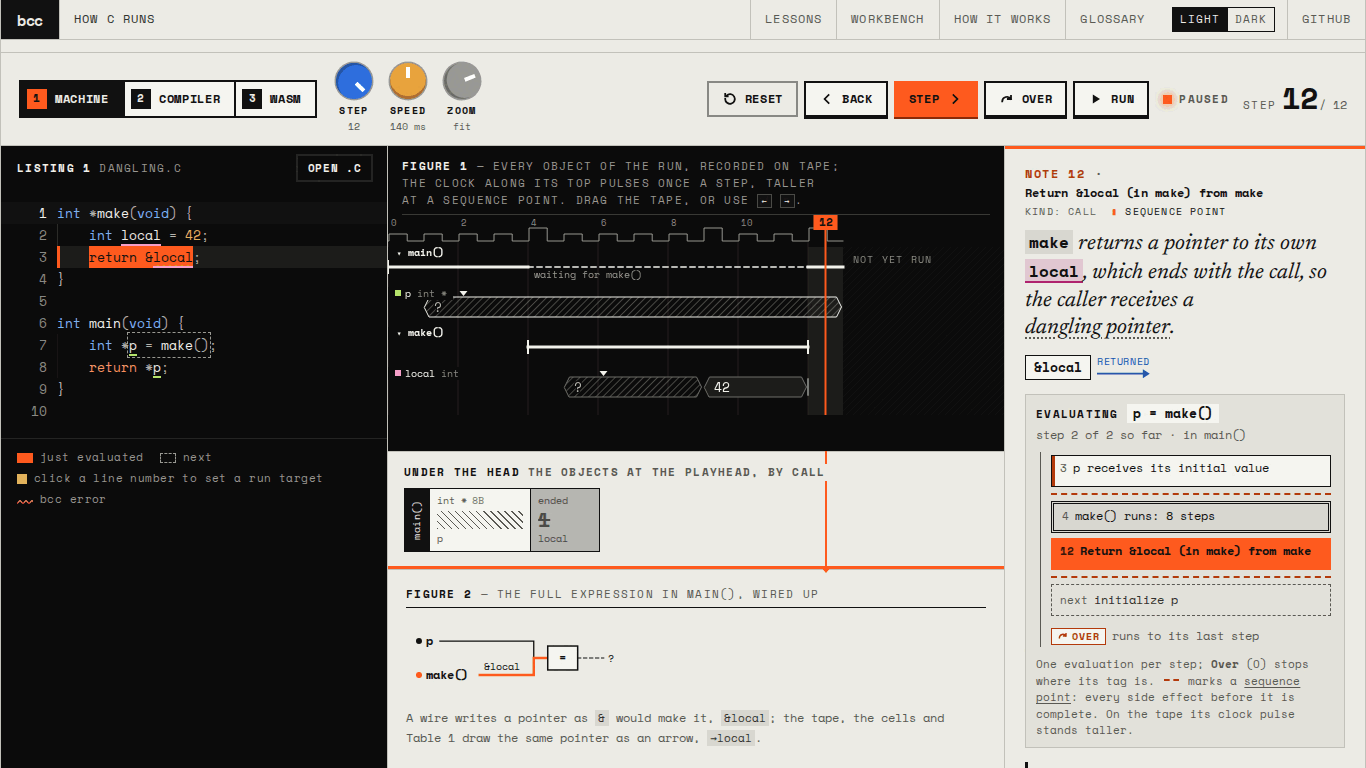 bcc HOW C RUNS LESSONS WORKBENCH HOW IT WORKS GLOSSARY LIGHT DARK GITHUB
1 MACHINE 2 COMPILER 3 WASM
STEP SPEED ZOOM
12 140 ms fit
RESET BACK STEP OVER RUN PAUSED STEP 12 / 12
LISTING 1 DANGLING.C OPEN .C
1 int *make(void) {
2 int local = 42;
3 return &local;
4 }
5
6 int main(void) {
7 int *p = make();
8 return *p;
9 }
10
just evaluated next
click a line number to set a run target
bcc error
FIGURE 1 — EVERY OBJECT OF THE RUN, RECORDED ON TAPE;
THE CLOCK ALONG ITS TOP PULSES ONCE A STEP, TALLER
AT A SEQUENCE POINT. DRAG THE TAPE, OR USE ← →.
0 2 4 6 8 10 12
▾ main()
NOT YET RUN
waiting for make()
p int *
?
▾ make()
local int
? 42
UNDER THE HEAD THE OBJECTS AT THE PLAYHEAD, BY CALL
main()
int * 8B
p
ended
1
local
FIGURE 2 — THE FULL EXPRESSION IN MAIN(), WIRED UP
p
= ?
&local
make()
A wire writes a pointer as & would make it, &local; the tape, the cells and
Table 1 draw the same pointer as an arrow, →local.
NOTE 12 ·
Return &local (in make) from make
KIND: CALL SEQUENCE POINT
make returns a pointer to its own
local, which ends with the call, so
the caller receives a
dangling pointer.
&local RETURNED
EVALUATING p = make()
step 2 of 2 so far · in main()
3 p receives its initial value
4 make() runs: 8 steps
12 Return &local (in make) from make
next initialize p
OVER runs to its last step
One evaluation per step; Over (O) stops
where its tag is. -- marks a sequence
point: every side effect before it is
complete. On the tape its clock pulse
stands taller.